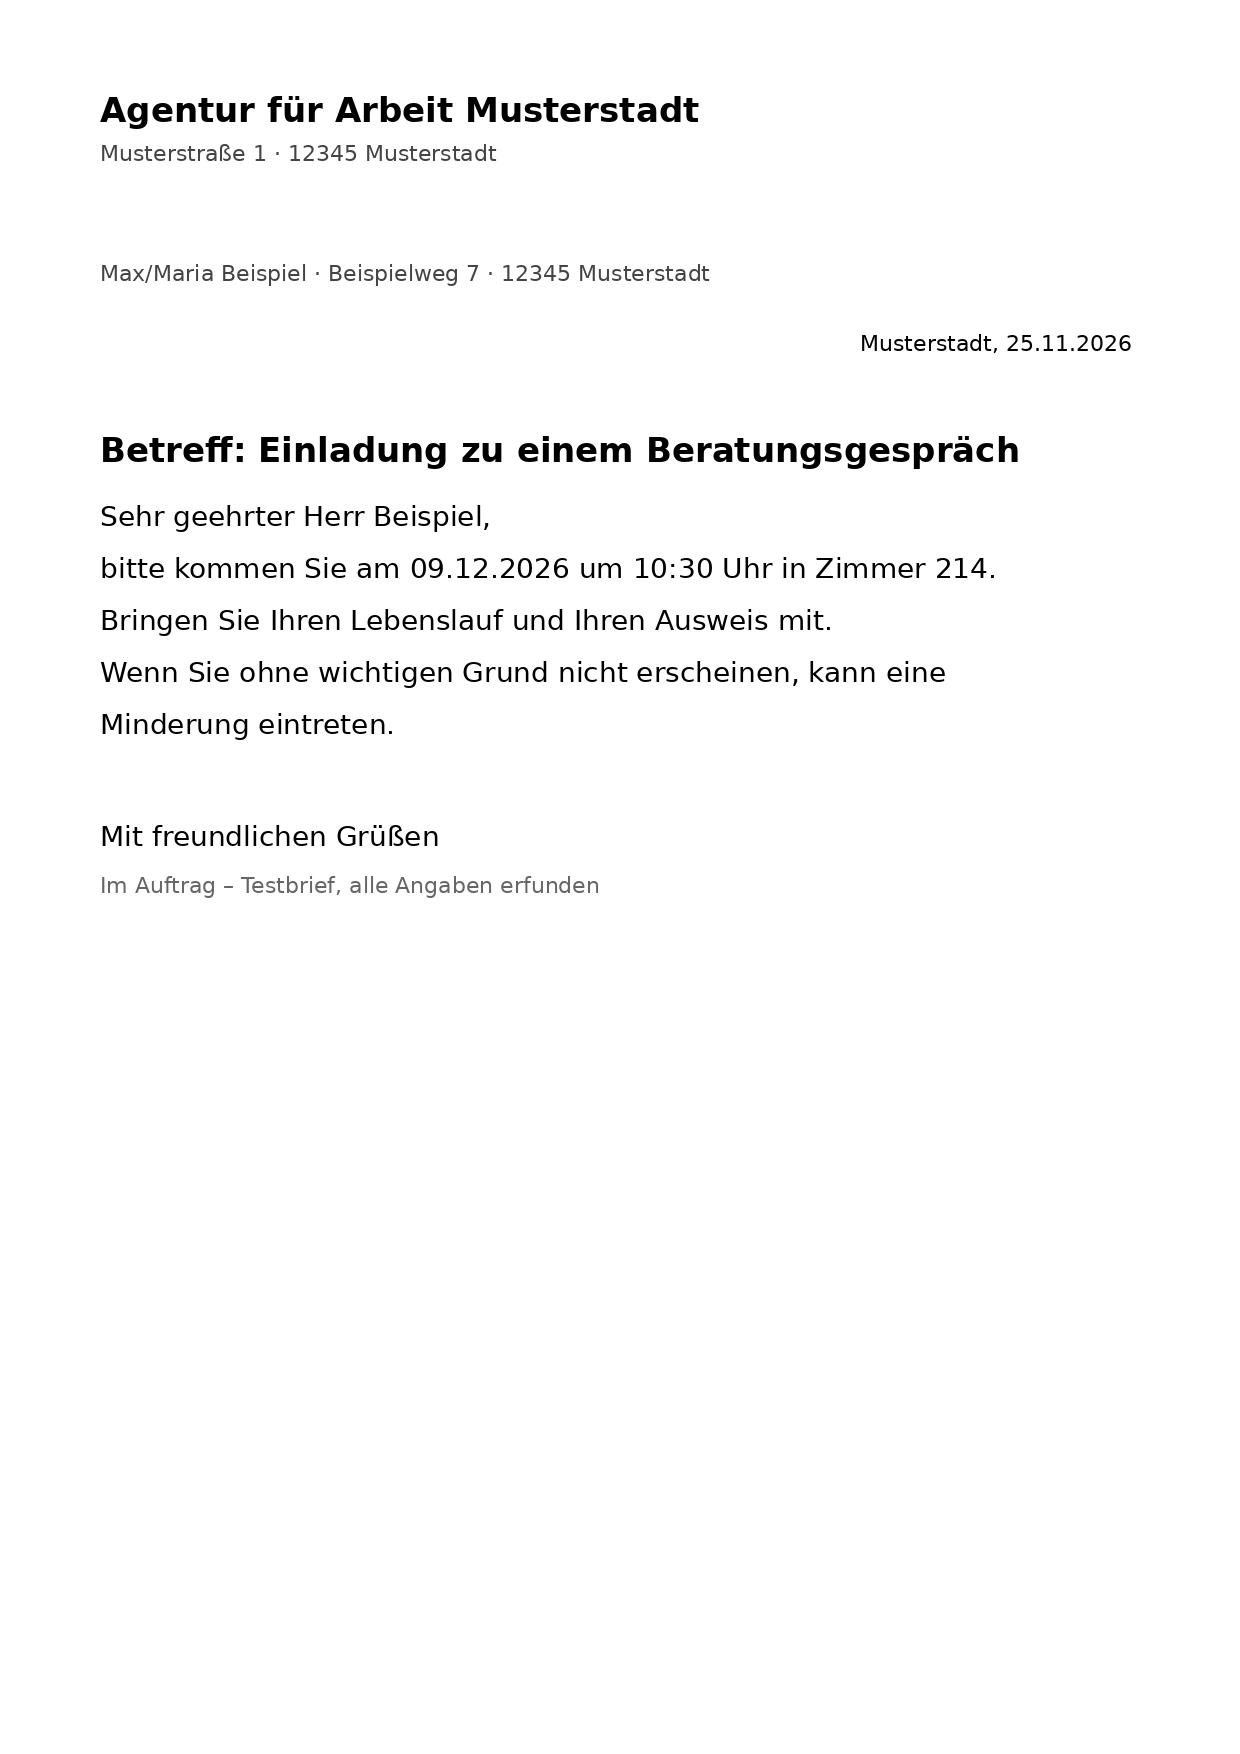 Agentur für Arbeit Musterstadt
Musterstraße 1 · 12345 Musterstadt
Max/Maria Beispiel · Beispielweg 7 · 12345 Musterstadt
Musterstadt, 25.11.2026
Betreff: Einladung zu einem Beratungsgespräch
Sehr geehrter Herr Beispiel,
bitte kommen Sie am 09.12.2026 um 10:30 Uhr in Zimmer 214.
Bringen Sie Ihren Lebenslauf und Ihren Ausweis mit.
Wenn Sie ohne wichtigen Grund nicht erscheinen, kann eine
Minderung eintreten.
Mit freundlichen Grüßen
Im Auftrag – Testbrief, alle Angaben erfunden